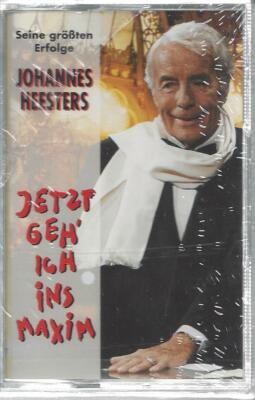 Seine größten
Erfolge
JOHANNES
HEESTERS
JETZT
GEH'
ICH
INS
MAXIM